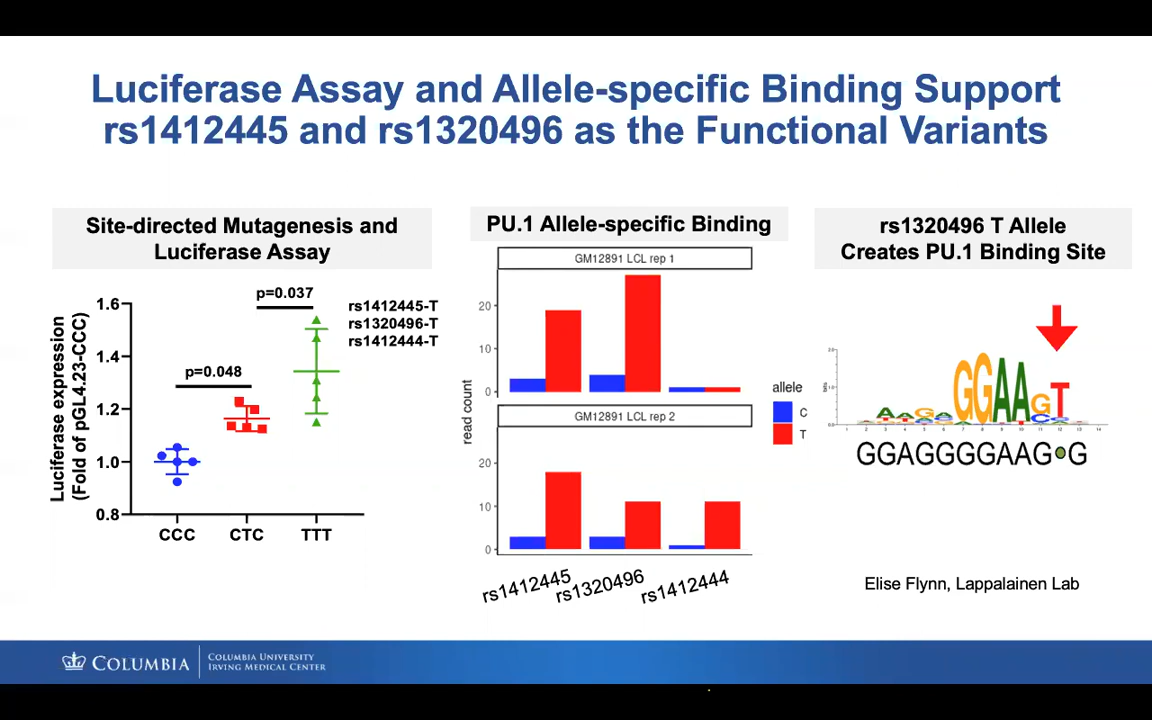 Luciferase Assay and Allele-specific Binding Support
rs1412445 and rs1320496 as the Functional Variants
Site-directed Mutagenesis and
Luciferase Assay
Luciferase expression
(Fold of pGL4.23-CCC)
1.6
1.4
1.2
1.0
0.8
p=0.048
p=0.037
rs1412445-T
rs1320496-T
rs1412444-T
CCC
CTC
TTT
PU.1 Allele-specific Binding
GM12891 LCL rep 1
20
10
0
GM12891 LCL rep 2
20
10
0
read count
rs1412445
rs1320496
rs1412444
allele
C
T
rs1320496 T Allele
Creates PU.1 Binding Site
GGAAGT
GGAGGGGAAG G
Elise Flynn, Lappalainen Lab
COLUMBIA
COLUMBIA UNIVERSITY
IRVING MEDICAL CENTER